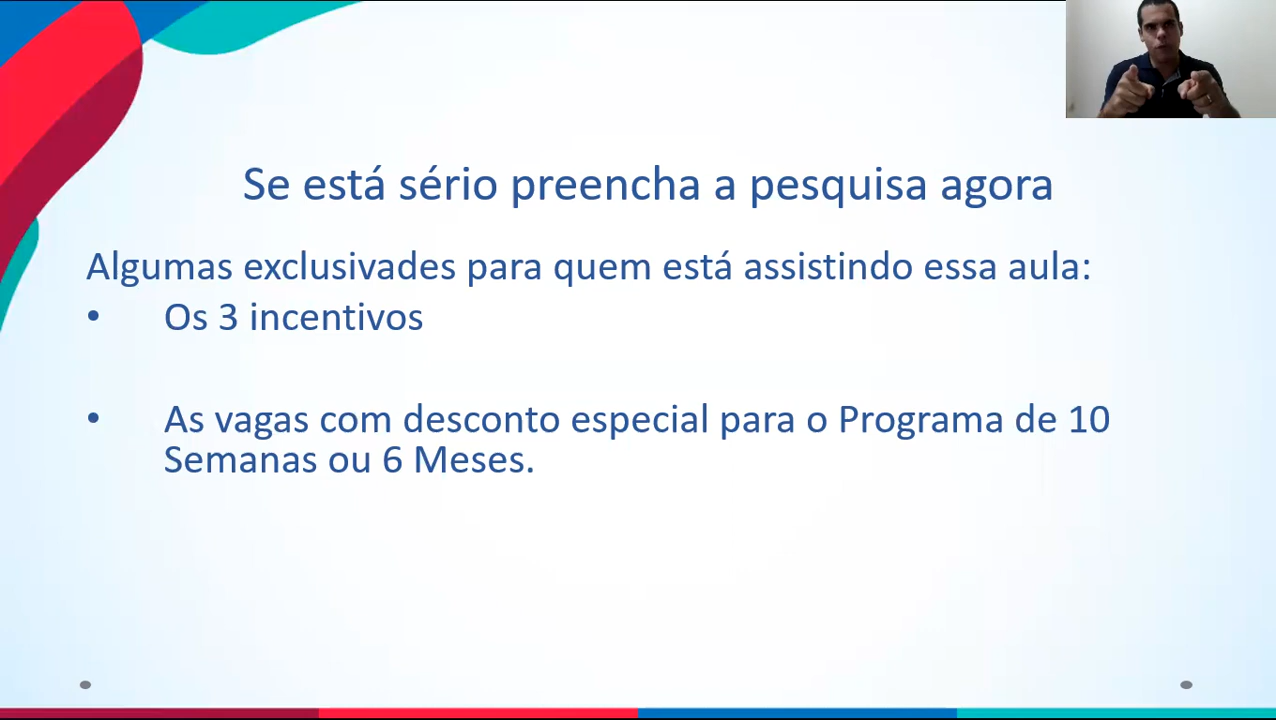 Se está sério preencha a pesquisa agora
Algumas exclusivades para quem está assistindo essa aula:
• Os 3 incentivos
• As vagas com desconto especial para o Programa de 10
Semanas ou 6 Meses.